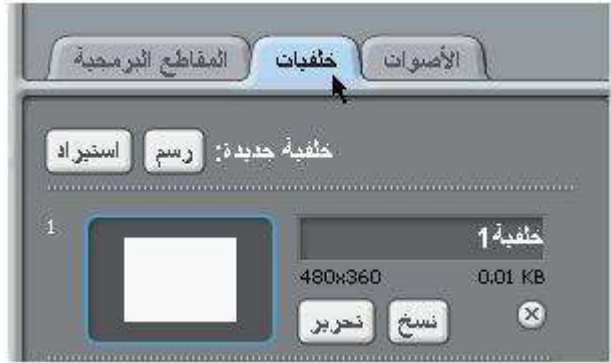 المقاطع البرمجية خلفيات الأصوات
خلفية جديدة: رسم استيراد
1
خلفية1
480x360 0.01 KB
تحرير نسخ